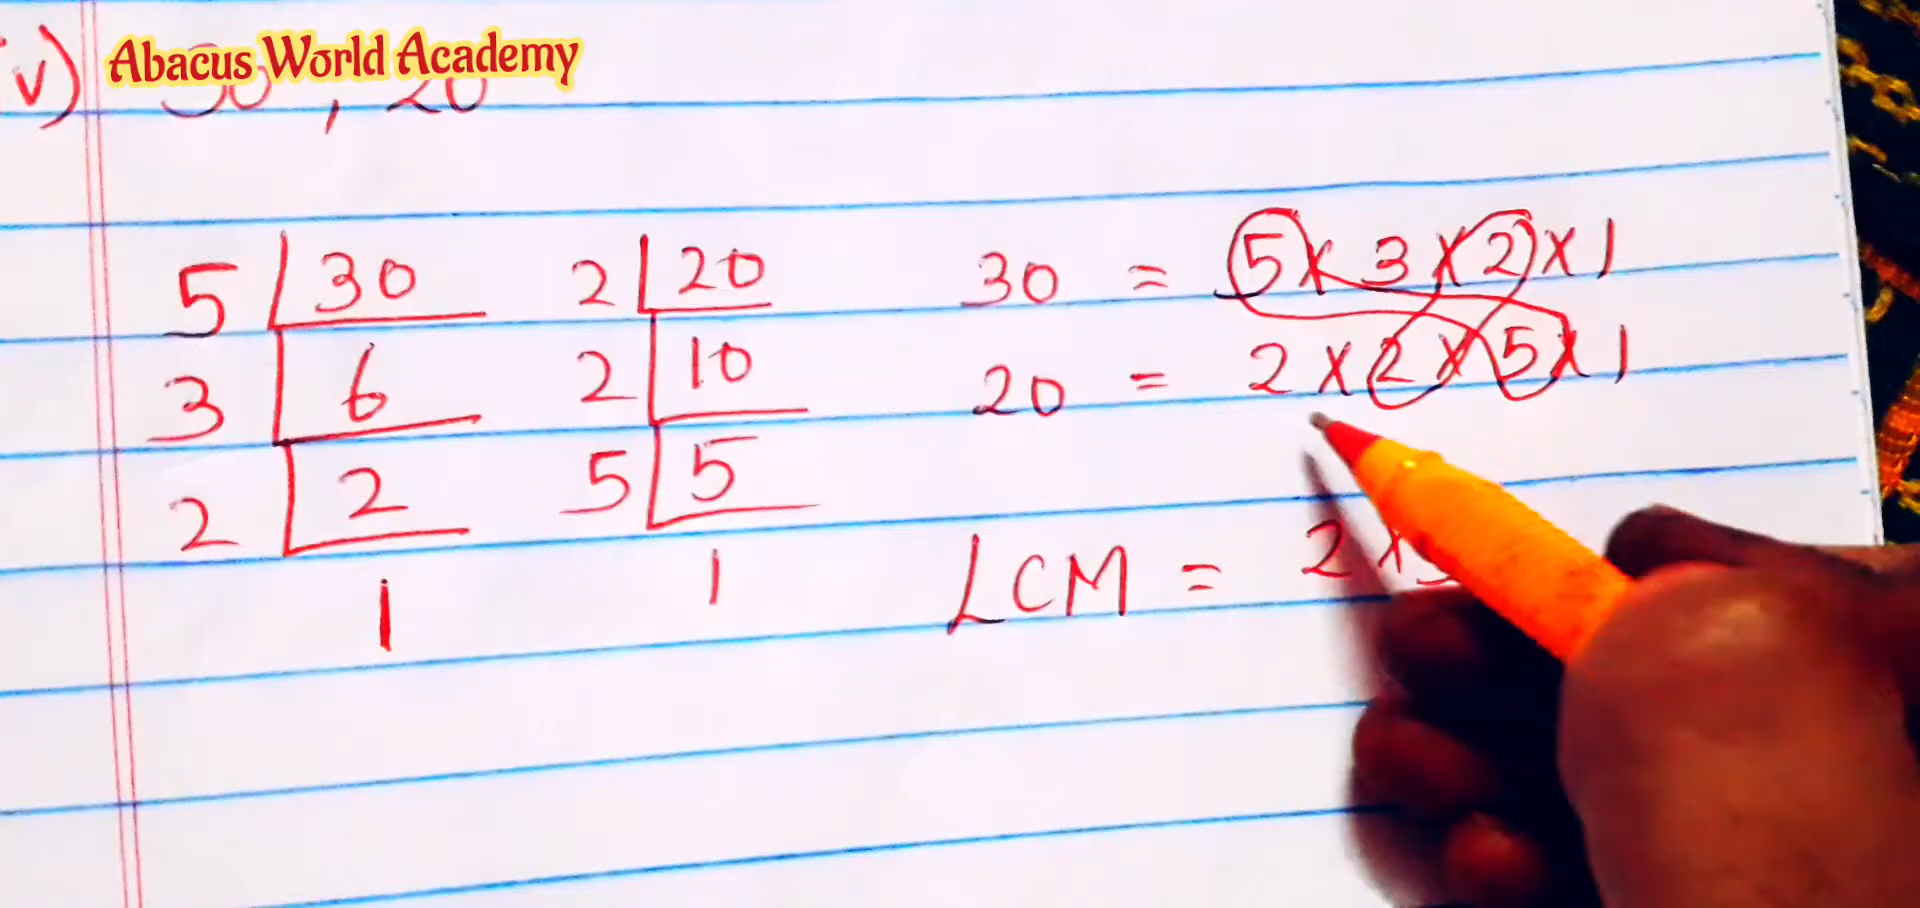 Abacus World Academy
v) 30, 20
5 | 30 2 | 20 30 = 5 x 3 x 2 x 1
3 | 6 2 | 10 20 = 2 x 2 x 5 x 1
2 | 2 5 | 5
1 1 LCM = 2 x